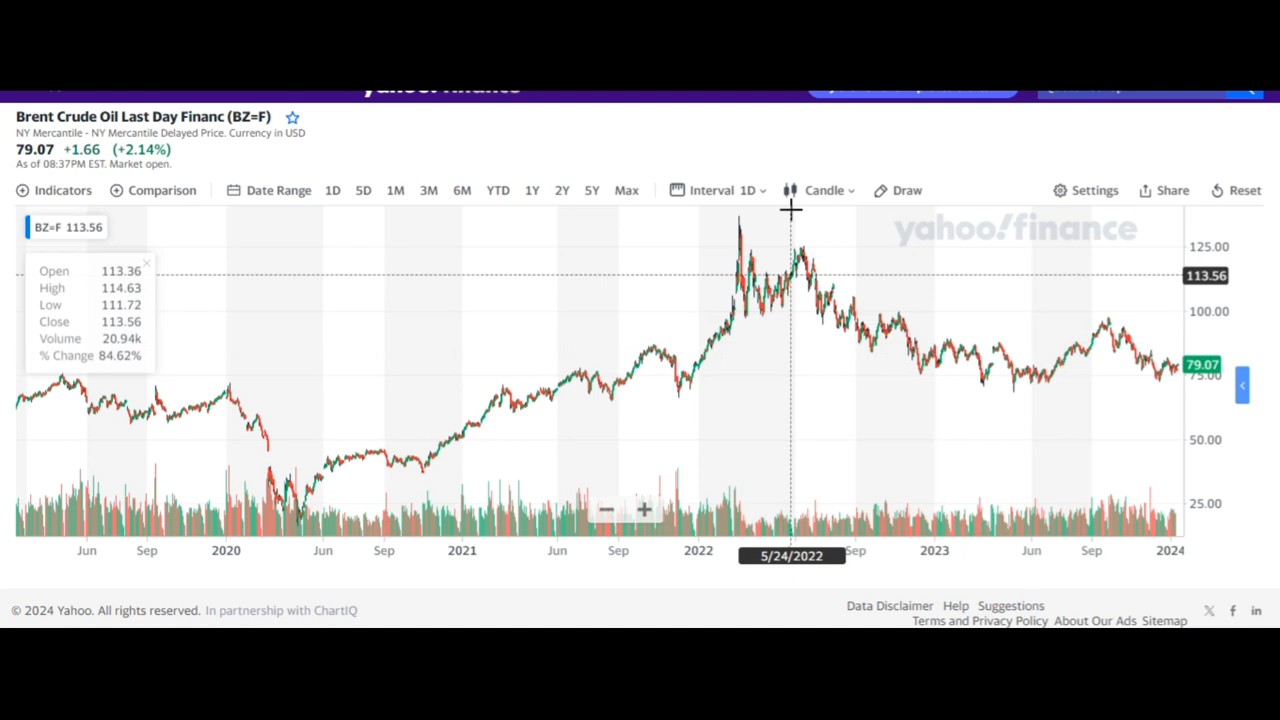 Brent Crude Oil Last Day Financ (BZ=F)
NY Mercantile - NY Mercantile Delayed Price. Currency in USD
79.07 +1.66 (+2.14%)
As of 08:37PM EST. Market open.
Indicators Comparison Date Range 1D 5D 1M 3M 6M YTD 1Y 2Y 5Y Max Interval 1D Candle Draw Settings Share Reset
BZ=F 113.56
yahoo!finance
Open 113.36
High 114.63
Low 111.72
Close 113.56
Volume 20.94k
% Change 84.62%
125.00
113.56
100.00
79.07
75.00
50.00
25.00
Jun Sep 2020 Jun Sep 2021 Jun Sep 2022 5/24/2022 Sep 2023 Jun Sep 2024
© 2024 Yahoo. All rights reserved. In partnership with ChartIQ
Data Disclaimer Help Suggestions
Terms and Privacy Policy About Our Ads Sitemap